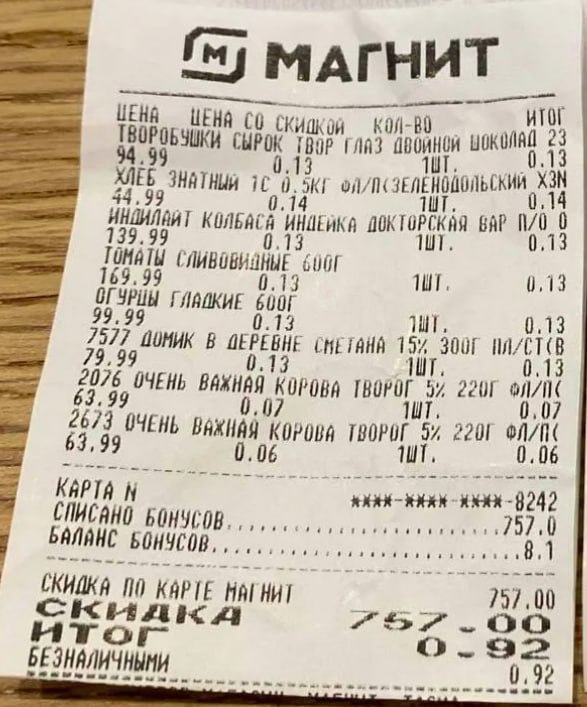 М МАГНИТ
ЦЕНА ЦЕНА СО СКИДКОЙ КОЛ-ВО ИТОГ
ТВОРОБУШКИ СЫРОК ТВОР ГЛАЗ ДВОЙНОЙ ШОКОЛАД 23
94.99 0.13 1ШТ. 0.13
ХЛЕБ ЗНАТНЫЙ 1С 0.5КГ ФЛ/П(ЗЕЛЕНОДОЛЬСКИЙ ХЗN
44.99 0.14 1ШТ. 0.14
ИНДИЛАЙТ КОЛБАСА ИНДЕЙКА ДОКТОРСКАЯ ВАР П/О 0
139.99 0.13 1ШТ. 0.13
ТОМАТЫ СЛИВОВИДНЫЕ 600Г
169.99 0.13 1ШТ. 0.13
ОГУРЦЫ ГЛАДКИЕ 600Г
99.99 0.13 1ШТ. 0.13
7577 ДОМИК В ДЕРЕВНЕ СМЕТАНА 15% 300Г ПЛ/СТ(В
79.99 0.13 1ШТ. 0.13
2076 ОЧЕНЬ ВАЖНАЯ КОРОВА ТВОРОГ 5% 220Г ФЛ/П(
63.99 0.07 1ШТ. 0.07
2673 ОЧЕНЬ ВАЖНАЯ КОРОВА ТВОРОГ 5% 220Г ФЛ/П(
63.99 0.06 1ШТ. 0.06
КАРТА N ****-****-****-8242
СПИСАНО БОНУСОВ..............................757.0
БАЛАНС БОНУСОВ.................................8.1
СКИДКА ПО КАРТЕ МАГНИТ 757.00
СКИДКА 757.00
ИТОГ 0.92
БЕЗНАЛИЧНЫМИ 0.92